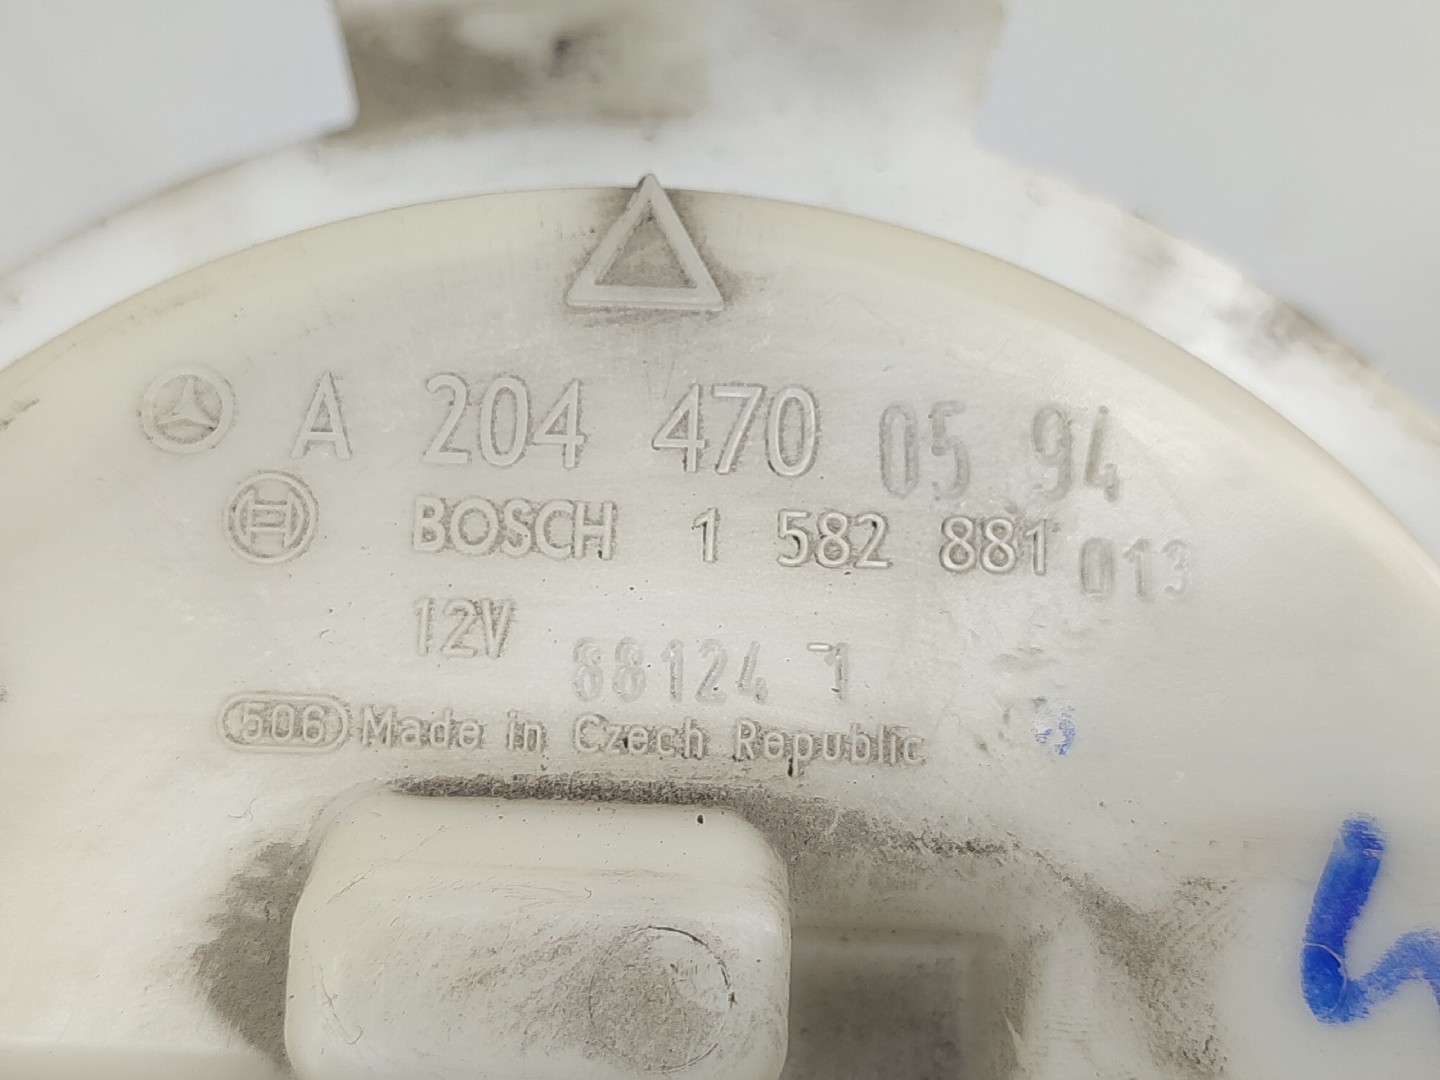 A 204 470 05 94
BOSCH 1 582 881 013
12V
88124 -1
506 Made in Czech Republic